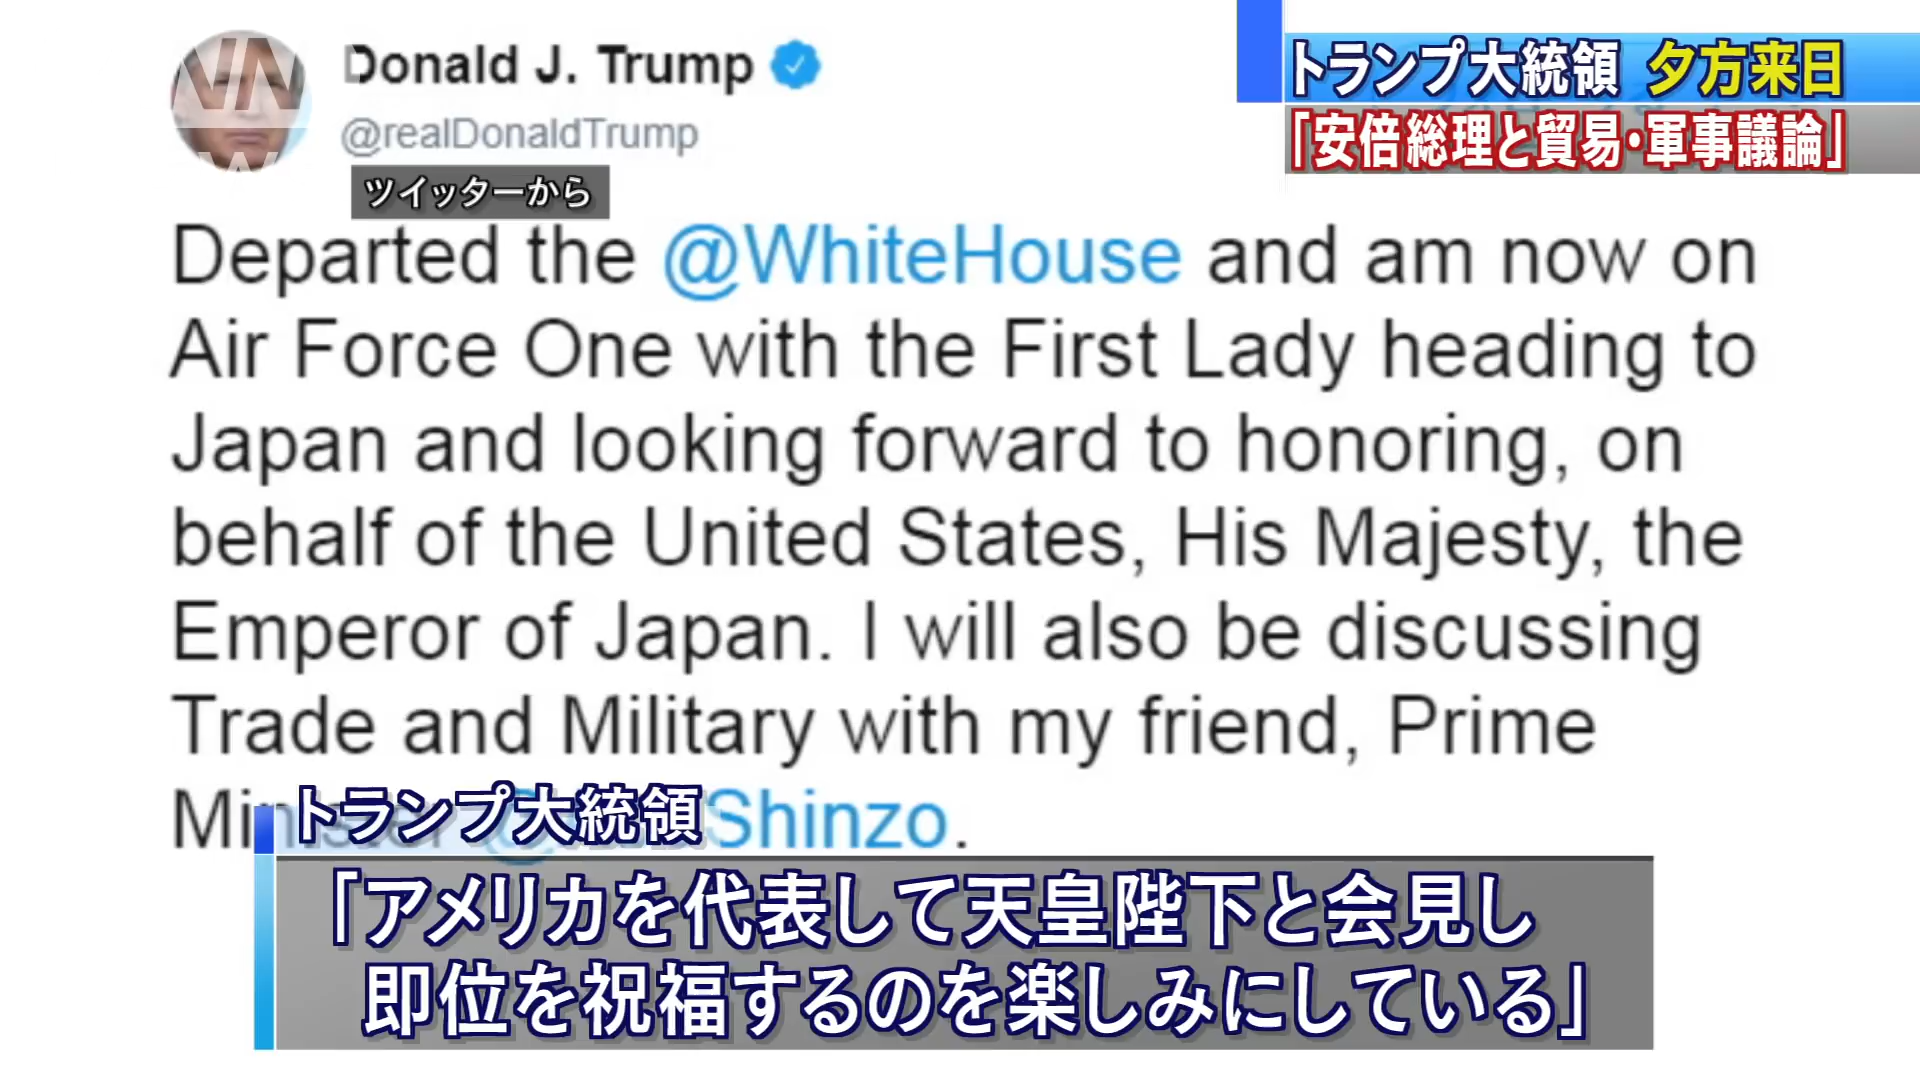 Donald J. Trump
@realDonaldTrump
ツイッターから
トランプ大統領 夕方来日
「安倍総理と貿易・軍事議論」
Departed the @WhiteHouse and am now on
Air Force One with the First Lady heading to
Japan and looking forward to honoring, on
behalf of the United States, His Majesty, the
Emperor of Japan. I will also be discussing
Trade and Military with my friend, Prime
Minister @ Shinzo.
トランプ大統領
「アメリカを代表して天皇陛下と会見し
即位を祝福するのを楽しみにしている」